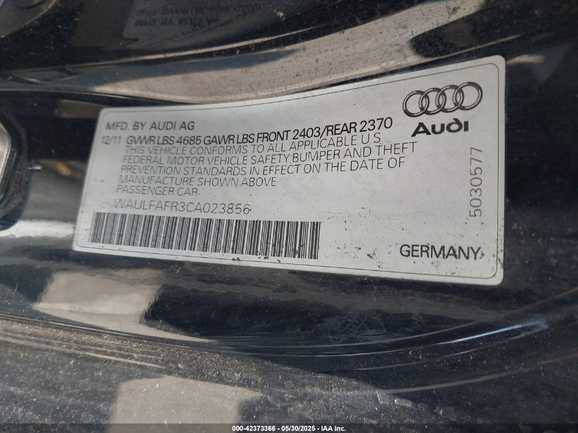 MFD. BY AUDI AG
12/11 GVWR LBS 4685 GAWR LBS FRONT 2403/REAR 2370
THIS VEHICLE CONFORMS TO ALL APPLICABLE U.S.
FEDERAL MOTOR VEHICLE SAFETY BUMPER AND THEFT
PREVENTION STANDARDS IN EFFECT ON THE DATE OF
MANUFACTURE SHOWN ABOVE
PASSENGER CAR
WAULFAFR3CA023856
Audi
5030577
GERMANY
000-42373366 - 05/30/2025 - IAA Inc.